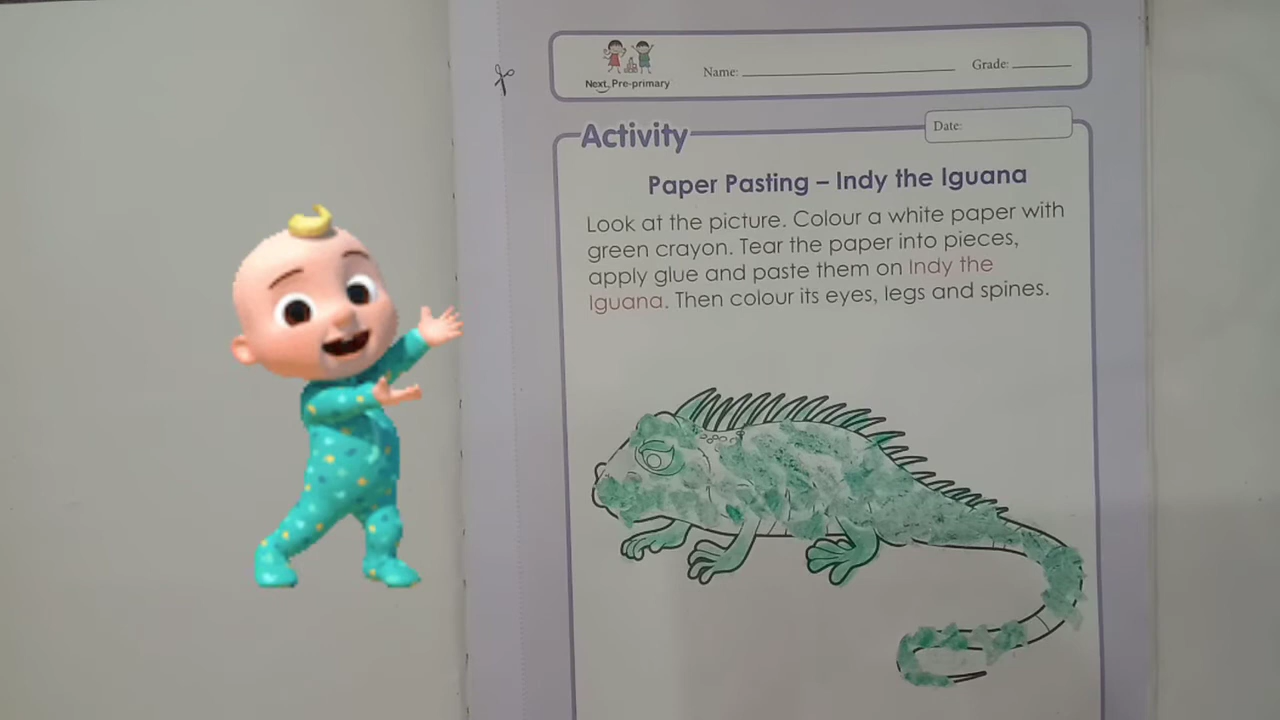 Next Pre-primary
Name:
Grade:
Activity
Date:
Paper Pasting – Indy the Iguana
Look at the picture. Colour a white paper with
green crayon. Tear the paper into pieces,
apply glue and paste them on Indy the
Iguana. Then colour its eyes, legs and spines.